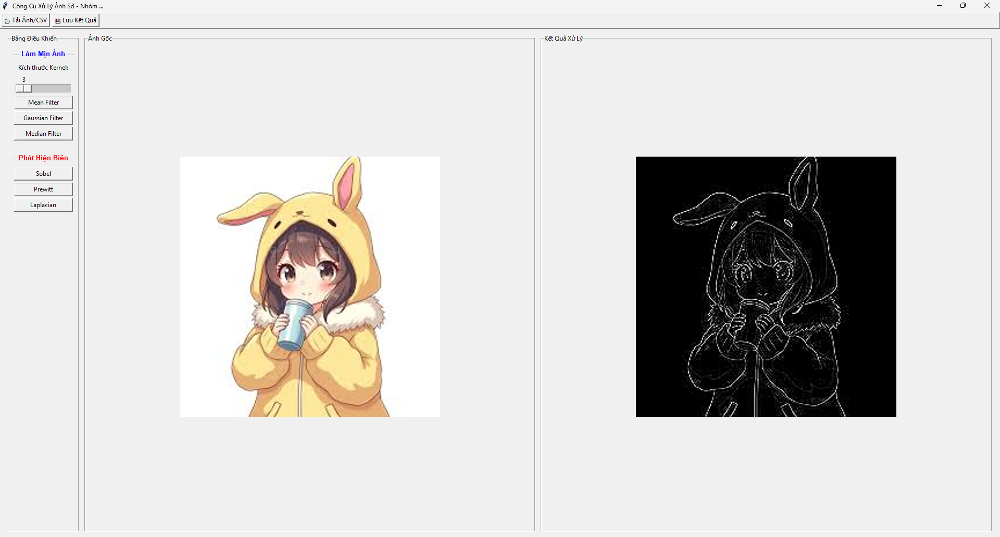 Công Cụ Xử Lý Ảnh Số - Nhóm ...
Tải Ảnh/CSV
Lưu Kết Quả
Bảng Điều Khiển
--- Làm Mịn Ảnh ---
Kích thước Kernel:
3
Mean Filter
Gaussian Filter
Median Filter
--- Phát Hiện Biên ---
Sobel
Prewitt
Laplacian
Ảnh Gốc
Kết Quả Xử Lý